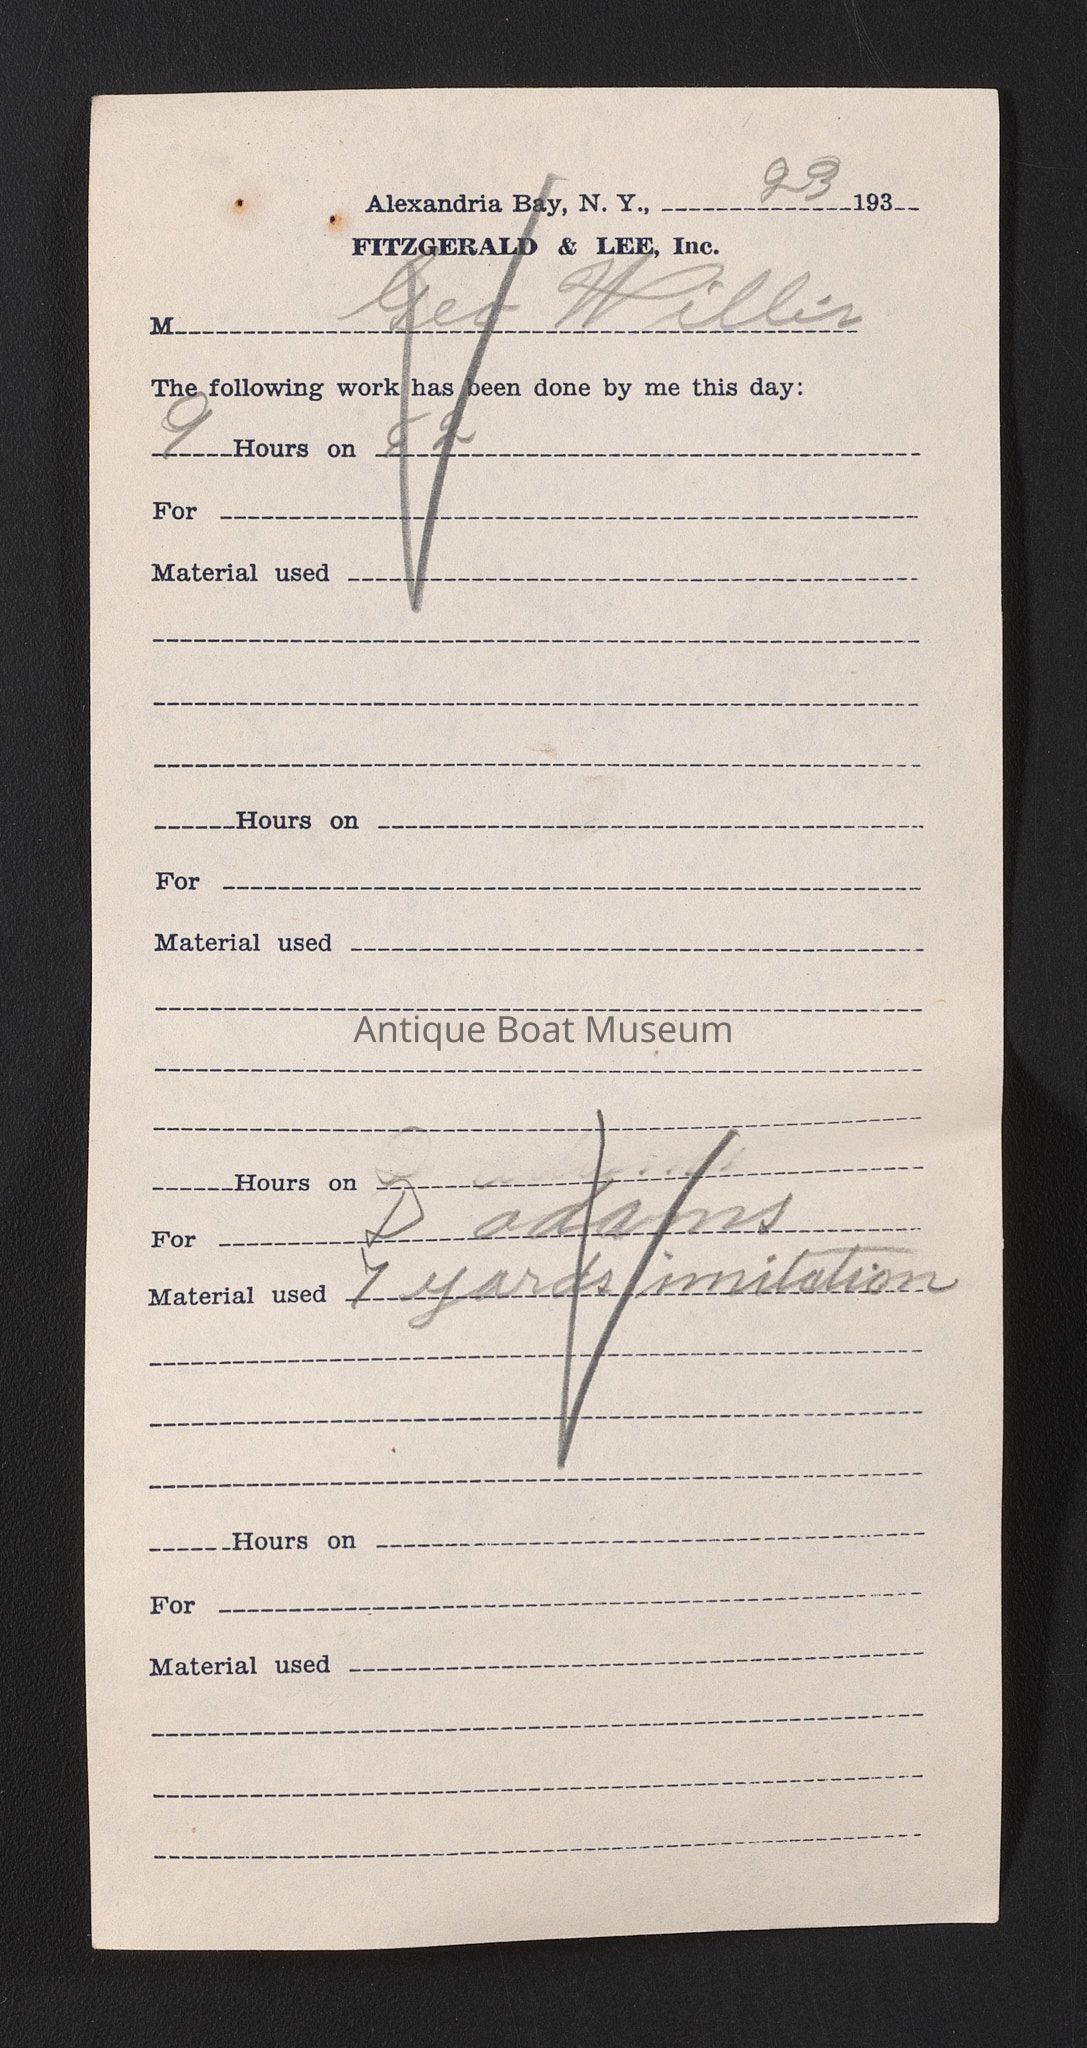 23
Alexandria Bay, N. Y., 193
FITZGERALD & LEE, Inc.
M Geo Willis
The following work has been done by me this day:
9 Hours on 22
For
Material used
Hours on
For
Material used
Antique Boat Museum
Hours on
For D adams
Material used 7 yards imitation
Hours on
For
Material used